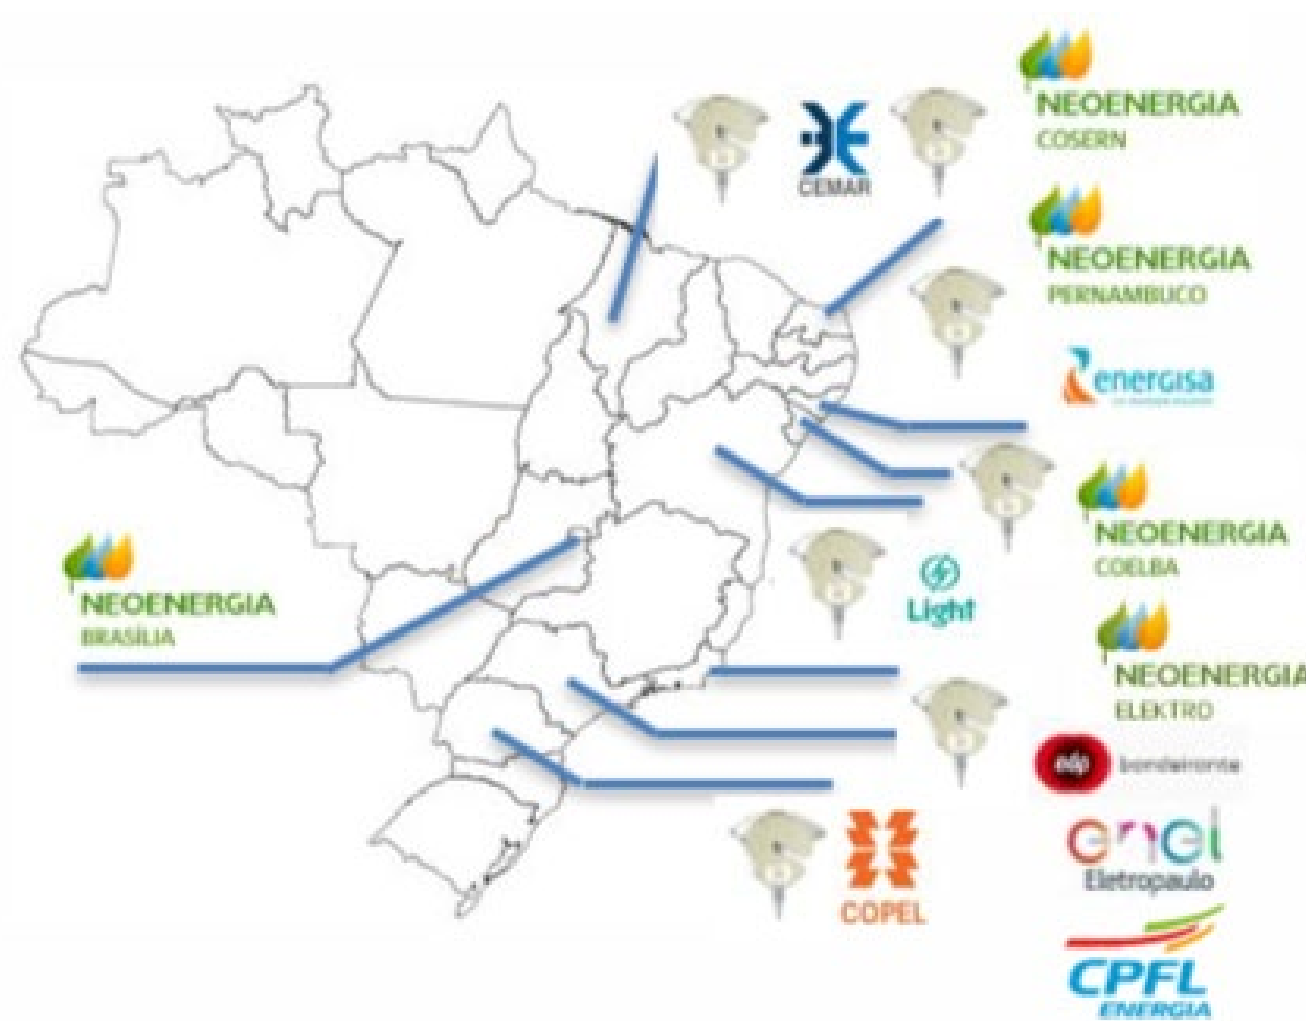 NEOENERGIA
COSERN
CEMAR
NEOENERGIA
PERNAMBUCO
energisa
NEOENERGIA
COELBA
NEOENERGIA
BRASÍLIA
Light
NEOENERGIA
ELEKTRO
edp bandeirante
enel
Eletropaulo
COPEL
CPFL
ENERGIA